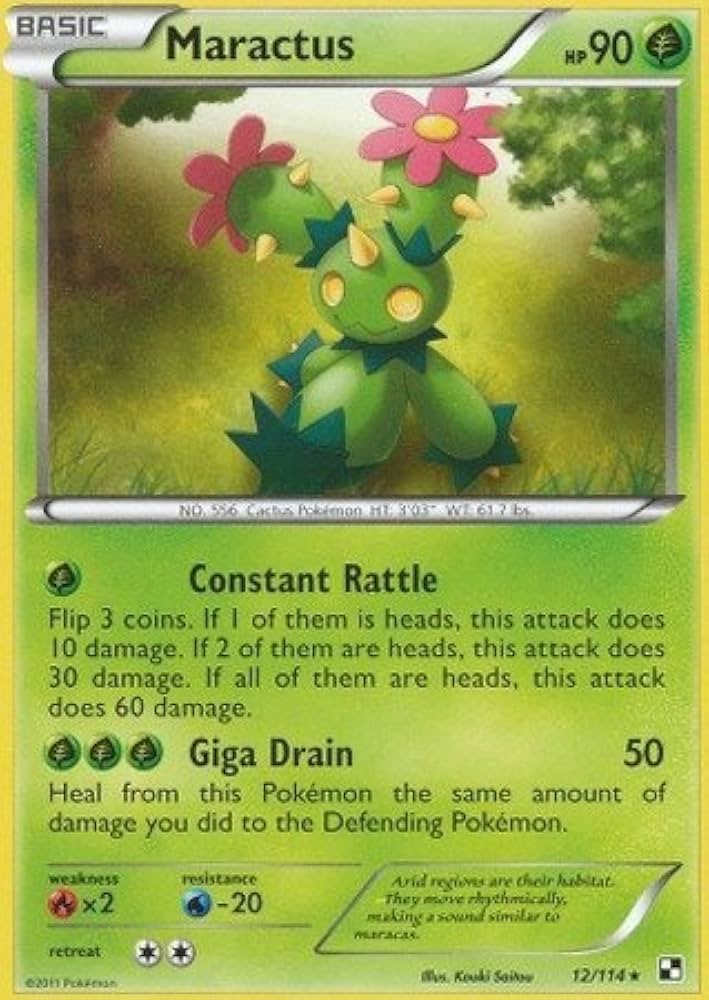 BASIC
Maractus
HP 90
NO. 556 Cactus Pokémon HT: 3'03" WT: 61.7 lbs.
Constant Rattle
Flip 3 coins. If 1 of them is heads, this attack does
10 damage. If 2 of them are heads, this attack does
30 damage. If all of them are heads, this attack
does 60 damage.
Giga Drain 50
Heal from this Pokémon the same amount of
damage you did to the Defending Pokémon.
weakness resistance
×2 -20
Arid regions are their habitat.
They move rhythmically,
making a sound similar to
maracas.
retreat
©2011 Pokémon
Illus. Kouki Saitou 12/114 ★